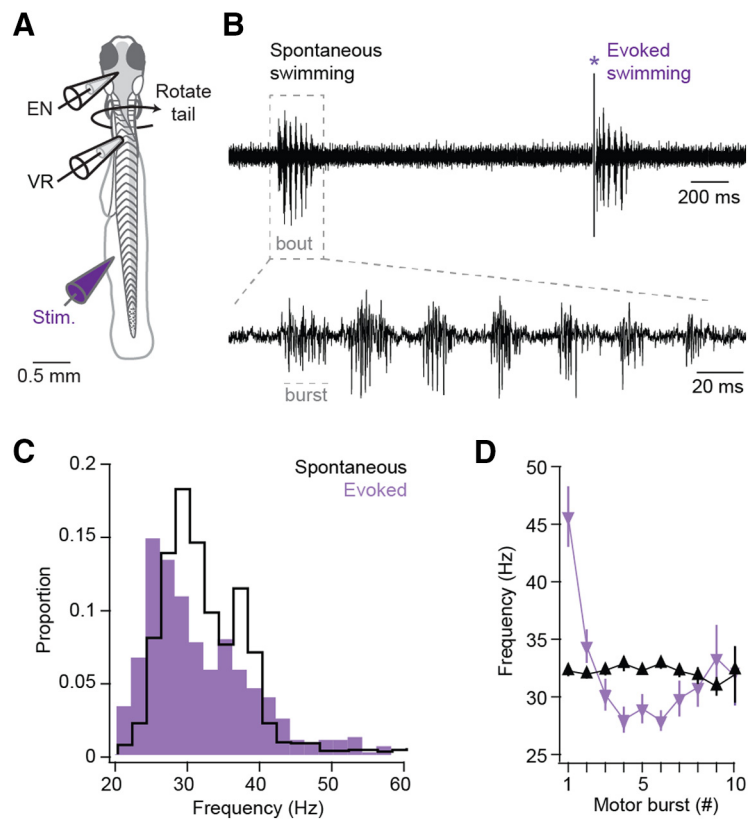 A
EN
Rotate
tail
VR
Stim.
0.5 mm
B
Spontaneous
swimming
*
Evoked
swimming
200 ms
bout
20 ms
burst
C
Spontaneous
Evoked
Proportion
0.2
0.15
0.1
0.05
0
20 30 40 50 60
Frequency (Hz)
D
Frequency (Hz)
50
45
40
35
30
25
1 5 10
Motor burst (#)